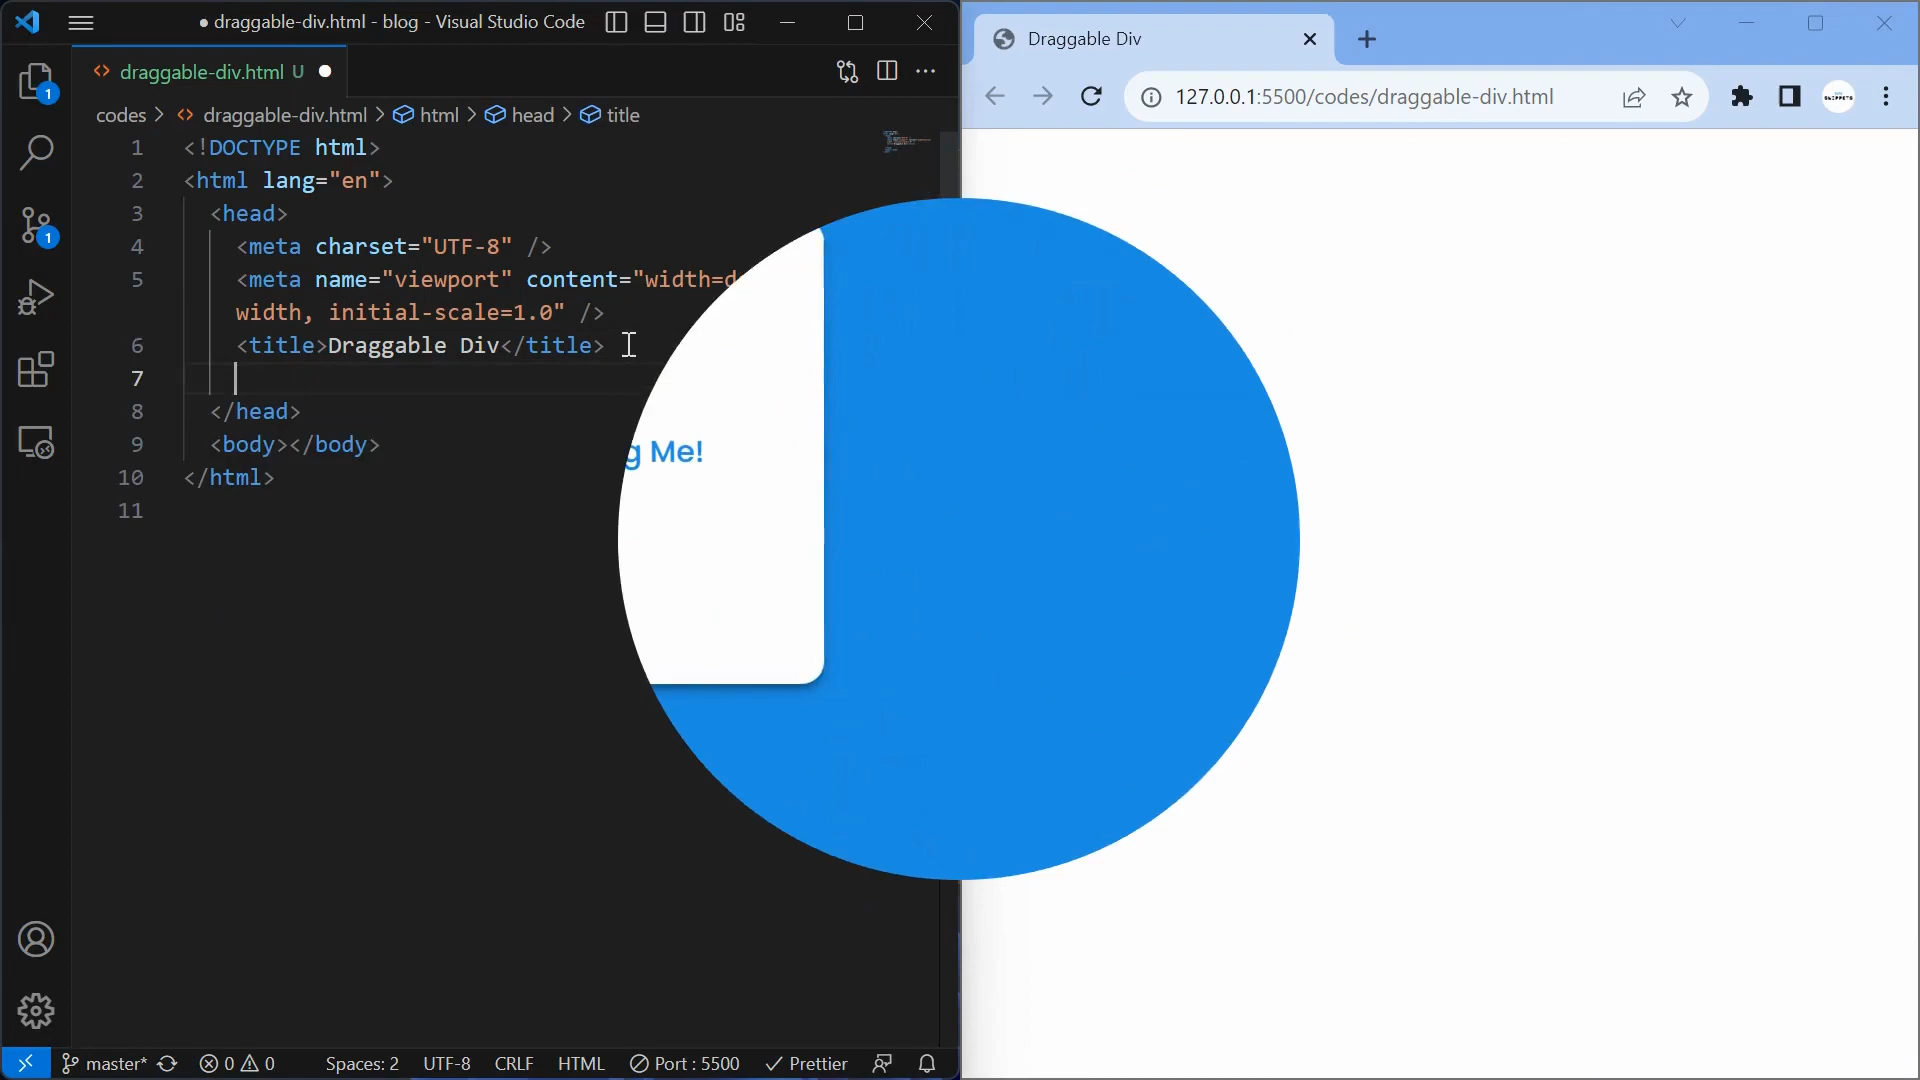 draggable-div.html - blog - Visual Studio Code
draggable-div.html U
codes > draggable-div.html > html > head > title
1 <!DOCTYPE html>
2 <html lang="en">
3 <head>
4 <meta charset="UTF-8" />
5 <meta name="viewport" content="width=d
width, initial-scale=1.0" />
6 <title>Draggable Div</title>
7
8 </head>
9 <body></body>
10 </html>
11
1
1
g Me!
master* 0 0 Spaces: 2 UTF-8 CRLF HTML Port : 5500 Prettier
Draggable Div
127.0.0.1:5500/codes/draggable-div.html